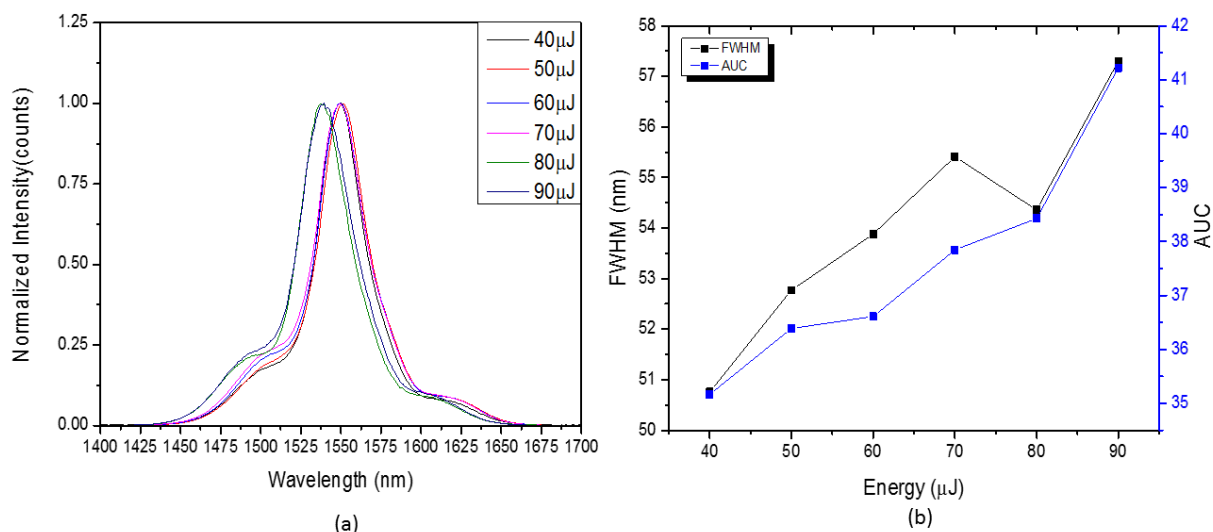 1.25
1.00
0.75
0.50
0.25
0.00
Normalized Intensity(counts)
40µJ
50µJ
60µJ
70µJ
80µJ
90µJ
1400 1425 1450 1475 1500 1525 1550 1575 1600 1625 1650 1675 1700
Wavelength (nm)
(a)
58
57
56
55
54
53
52
51
50
FWHM (nm)
FWHM
AUC
42
41
40
39
38
37
36
35
AUC
40 50 60 70 80 90
Energy (µJ)
(b)